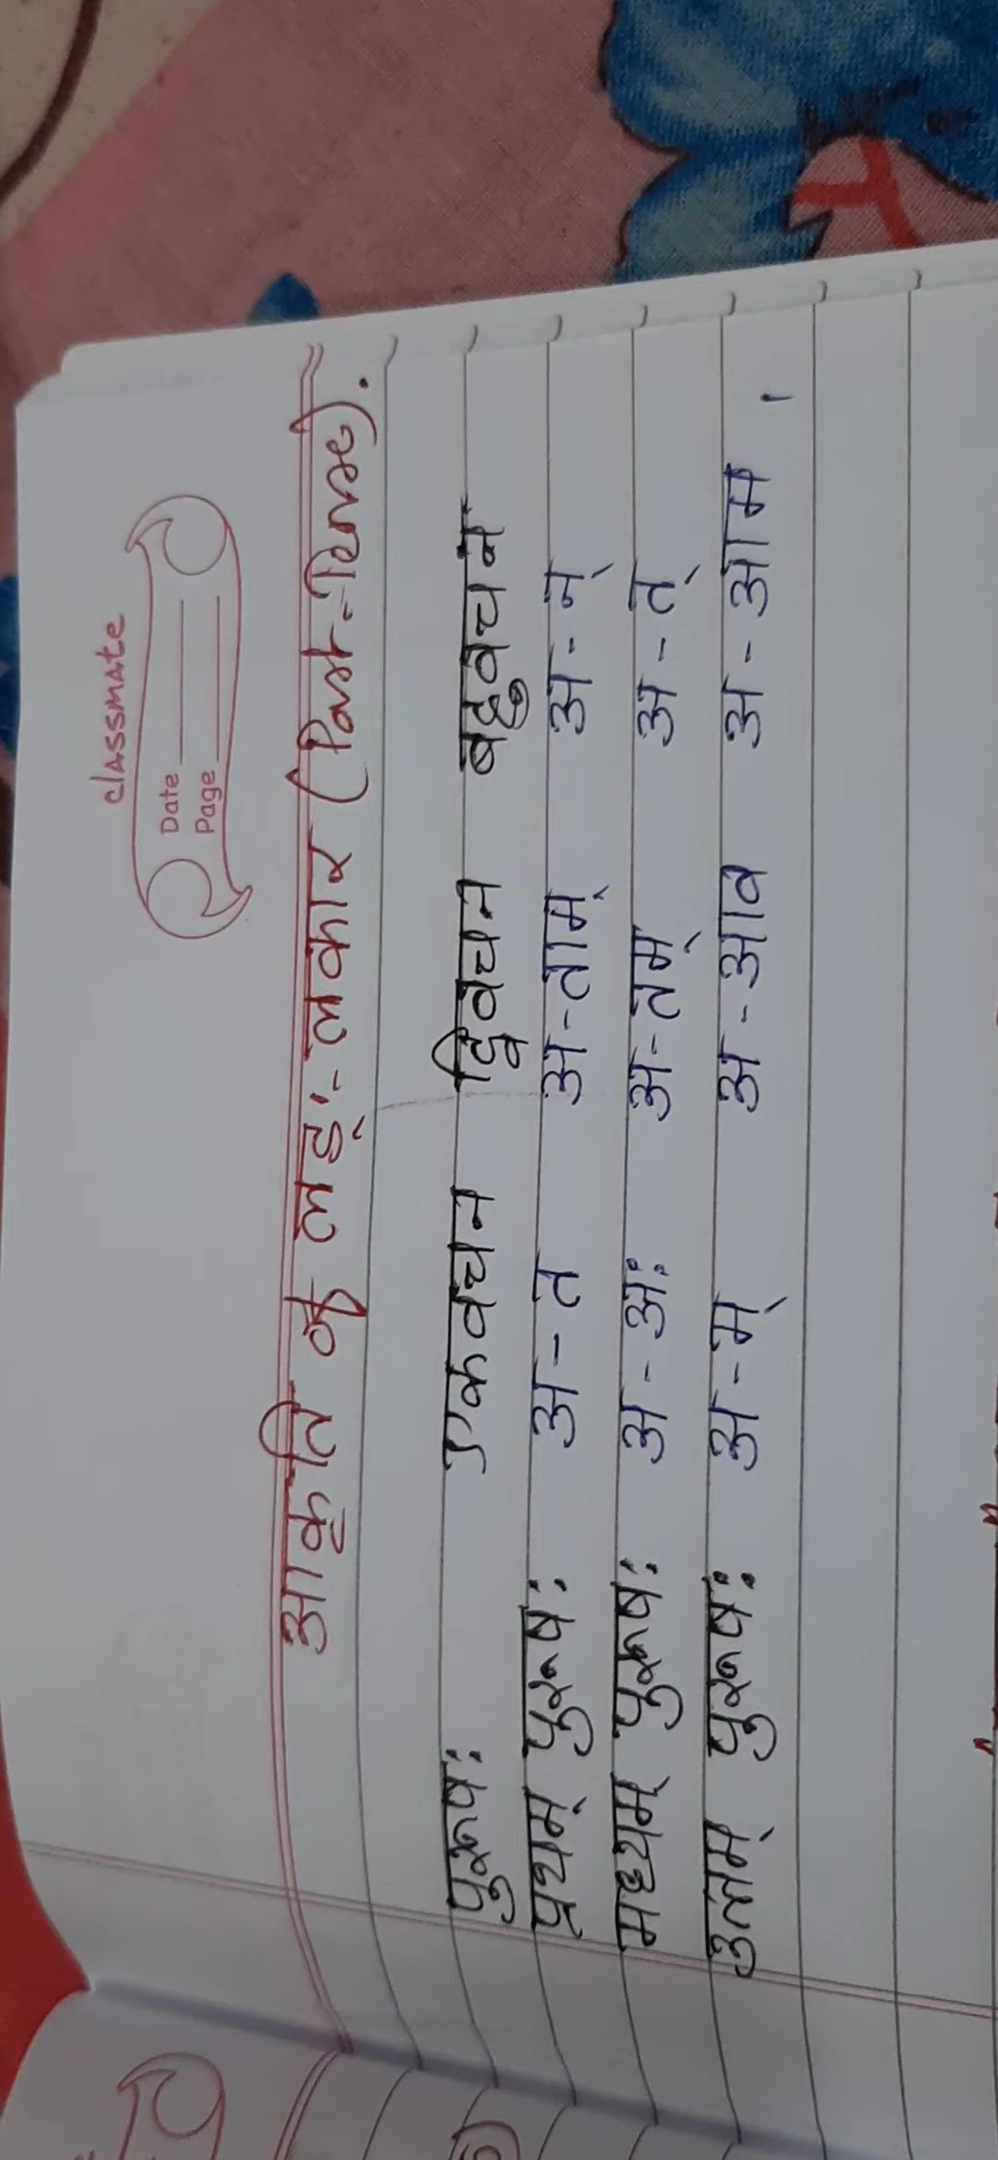 classmate
Date
Page
आकृति of लङ्-लकार (Past-Tense).
पुरूषः एकवचन द्विवचन बहुवचन
प्रथम् पुरूषः अ-त अ-ताम् अ-न्
मध्यम् पुरूषः अ-अः अ-तम् अ-त्
उत्तम् पुरूषः अ-म् अ-आव अ-आम ।